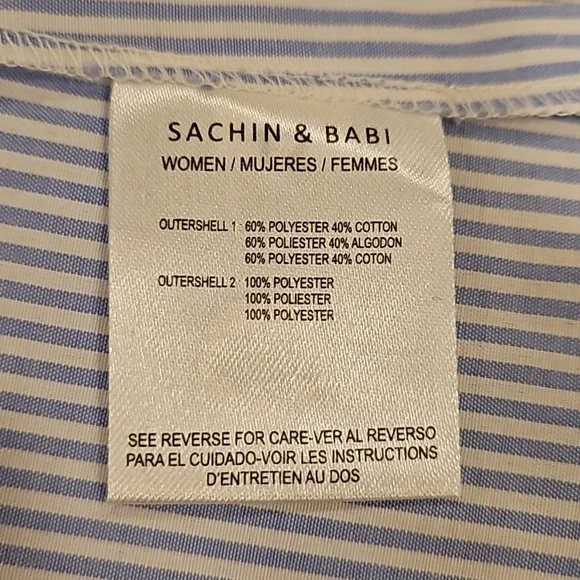 SACHIN & BABI
WOMEN / MUJERES / FEMMES
OUTERSHELL 1 60% POLYESTER 40% COTTON
60% POLIESTER 40% ALGODON
60% POLYESTER 40% COTON
OUTERSHELL 2 100% POLYESTER
100% POLIESTER
100% POLYESTER
SEE REVERSE FOR CARE-VER AL REVERSO
PARA EL CUIDADO-VOIR LES INSTRUCTIONS
D'ENTRETIEN AU DOS